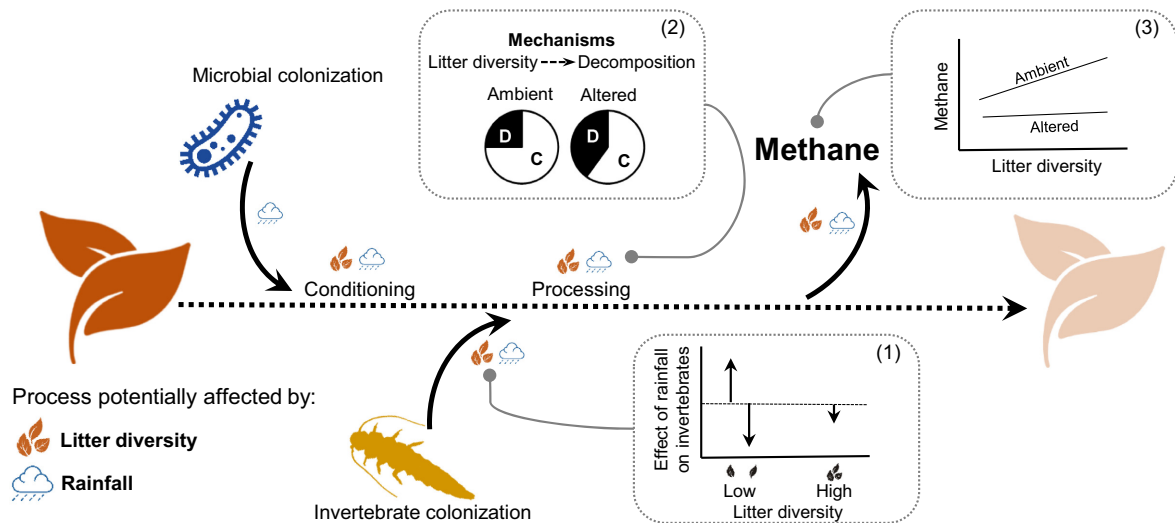 Microbial colonization
(2)
Mechanisms
Litter diversity Decomposition
Ambient Altered
D C
D C
Methane
(3)
Methane
Ambient
Altered
Litter diversity
Conditioning
Processing
Process potentially affected by:
Litter diversity
Rainfall
Invertebrate colonization
(1)
Effect of rainfall
on invertebrates
Low High
Litter diversity